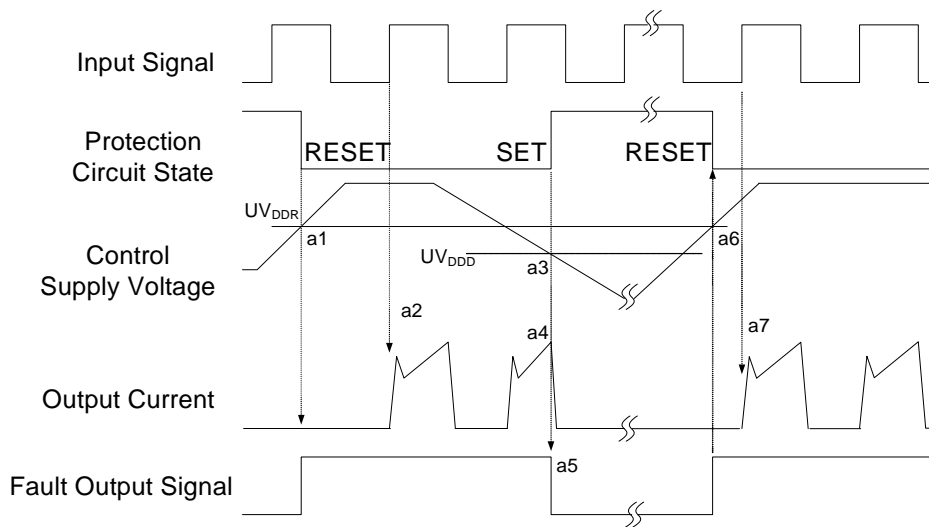 Input Signal
Protection
Circuit State
RESET
SET
RESET
UVDDR
a1
a6
Control
Supply Voltage
UVDDD
a3
a2
a4
a7
Output Current
a5
Fault Output Signal